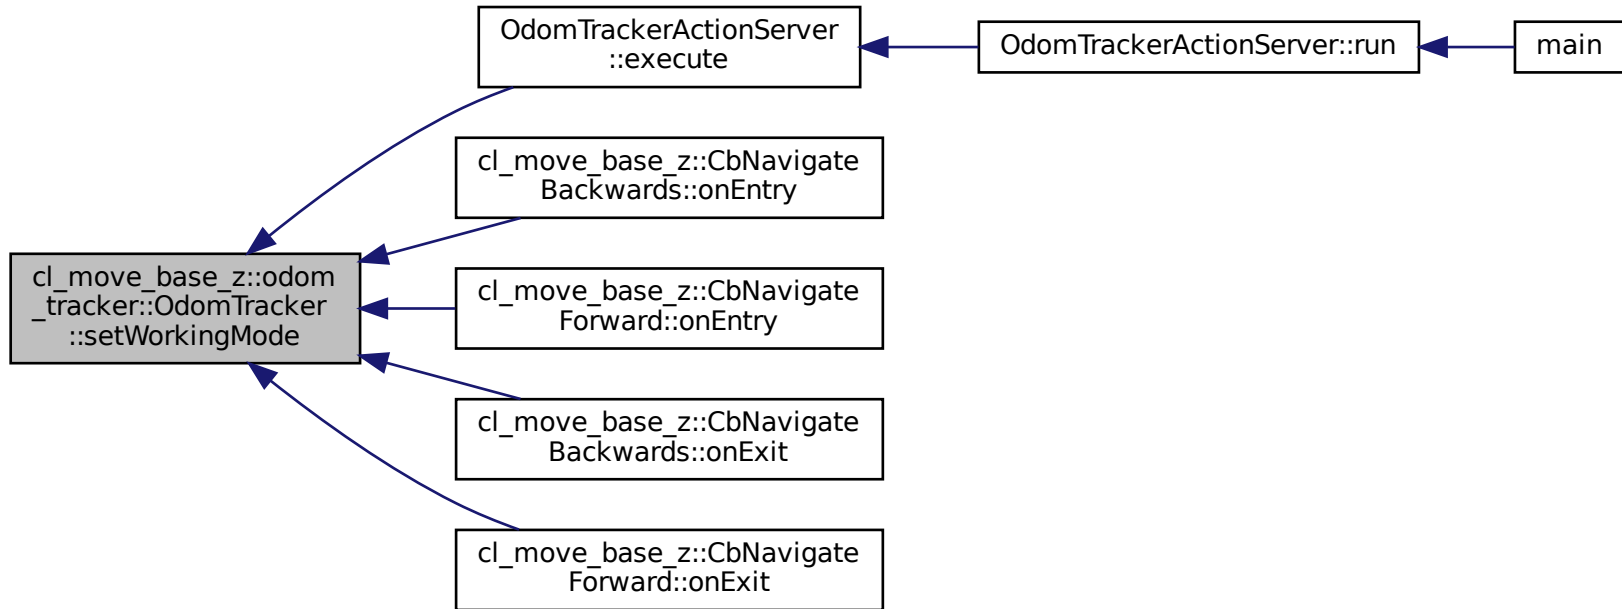 OdomTrackerActionServer
::execute
OdomTrackerActionServer::run
main
cl_move_base_z::CbNavigate
Backwards::onEntry
cl_move_base_z::odom
_tracker::OdomTracker
::setWorkingMode
cl_move_base_z::CbNavigate
Forward::onEntry
cl_move_base_z::CbNavigate
Backwards::onExit
cl_move_base_z::CbNavigate
Forward::onExit